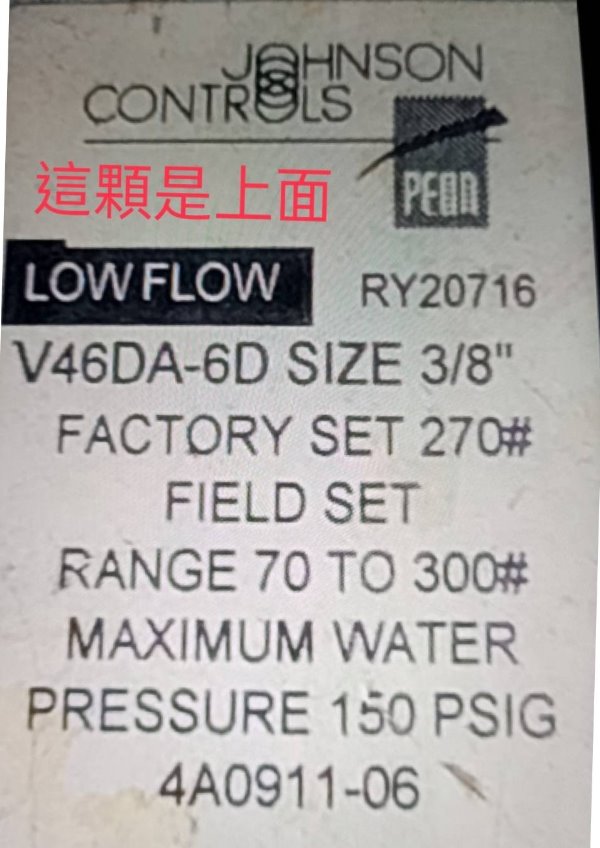 JOHNSON
CONTROLS
PENN
這顆是上面
LOW FLOW RY20716
V46DA-6D SIZE 3/8"
FACTORY SET 270#
FIELD SET
RANGE 70 TO 300#
MAXIMUM WATER
PRESSURE 150 PSIG
4A0911-06